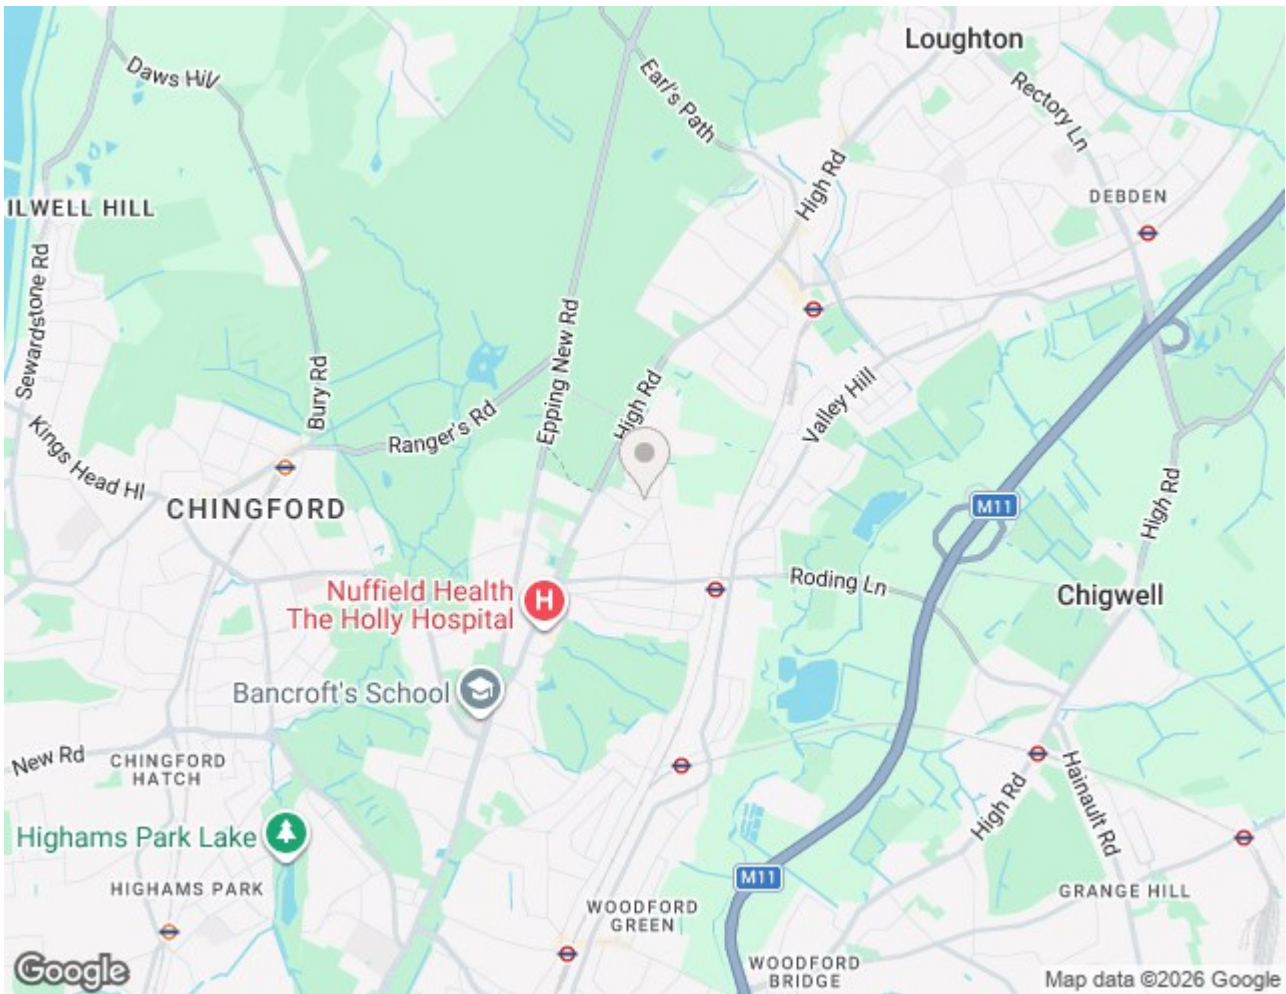 Loughton
Daws Hill
Earl's Path
Rectory Ln
High Rd
DEBDEN
ILWELL HILL
Sewardstone Rd
Epping New Rd
Bury Rd
High Rd
Valley Hill
Ranger's Rd
Kings Head Hl
CHINGFORD
M11
High Rd
Roding Ln
Chigwell
Nuffield Health
The Holly Hospital
H
Bancroft's School
New Rd
CHINGFORD
HATCH
Hainault Rd
High Rd
Highams Park Lake
M11
HIGHAMS PARK
GRANGE HILL
WOODFORD
GREEN
WOODFORD
BRIDGE
Google
Map data ©2026 Google